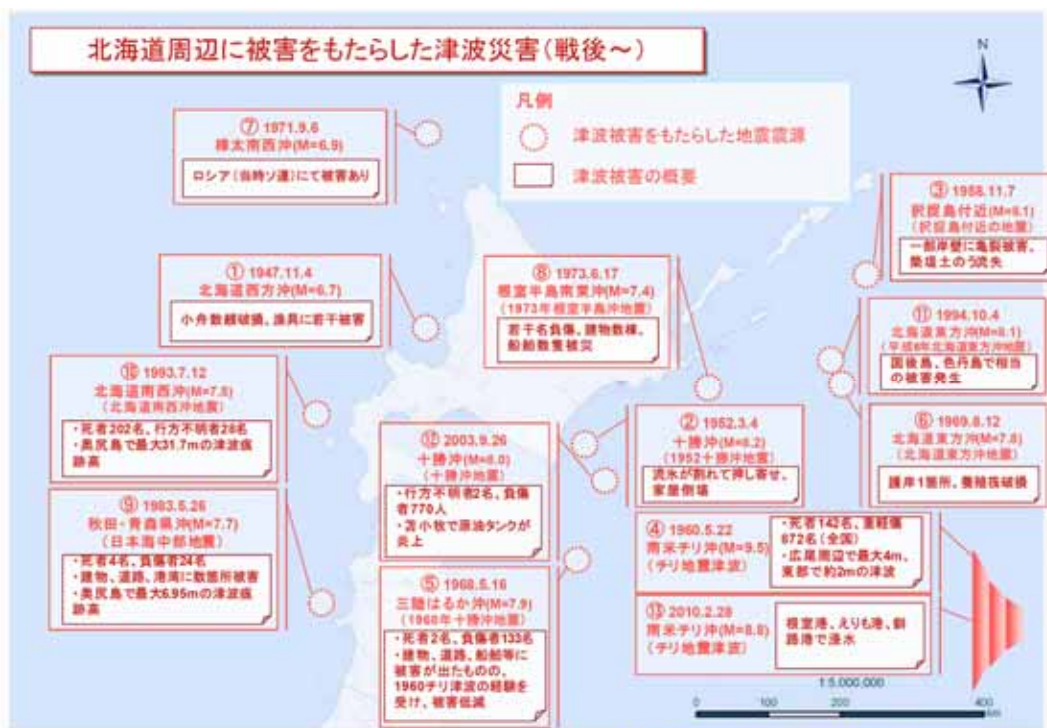 北海道周辺に被害をもたらした津波災害(戦後～)
N
凡例
津波被害をもたらした地震震源
津波被害の概要
⑦ 1971.9.6
樺太南西沖(M=6.9)
ロシア(当時ソ連)にて被害あり
③ 1958.11.7
択捉島付近(M=8.1)
(択捉島付近の地震)
一部岸壁に亀裂被害、
築堤土のう流失
① 1947.11.4
北海道西方沖(M=6.7)
小舟数艘破損、漁具に若干被害
⑧ 1973.6.17
根室半島南東沖(M=7.4)
(1973年根室半島沖地震)
若干名負傷、建物数棟、
船舶数隻被災
⑪ 1994.10.4
北海道東方沖(M=8.1)
(平成6年北海道東方沖地震)
国後島、色丹島で相当
の被害発生
⑩ 1993.7.12
北海道南西沖(M=7.8)
(北海道南西沖地震)
・死者202名、行方不明者28名
・奥尻島で最大31.7mの津波痕
跡高
⑫ 2003.9.26
十勝沖(M=8.0)
(十勝沖地震)
・行方不明者2名、負傷
者770人
・苫小牧で原油タンクが
炎上
② 1952.3.4
十勝沖(M=8.2)
(1952十勝沖地震)
流氷が割れて押し寄せ、
家屋倒壊
⑥ 1969.8.12
北海道東方沖(M=7.8)
(北海道東方沖地震)
護岸1箇所、養殖筏破損
⑨ 1983.5.26
秋田・青森県沖(M=7.7)
(日本海中部地震)
・死者4名、負傷者24名
・建物、道路、港湾に数箇所被害
・奥尻島で最大6.95mの津波痕
跡高
④ 1960.5.22
南米チリ沖(M=9.5)
(チリ地震津波)
・死者142名、重軽傷
872名(全国)
・広尾周辺で最大4m、
東部で約2mの津波
⑤ 1968.5.16
三陸はるか沖(M=7.9)
(1968年十勝沖地震)
・死者2名、負傷者133名
・建物、道路、船舶等に
被害が出たものの、
1960チリ津波の経験を
受け、被害低減
⑬ 2010.2.28
南米チリ沖(M=8.8)
(チリ地震津波)
根室港、えりも港、釧
路港で浸水
1:5,000,000
0 100 200 400
km